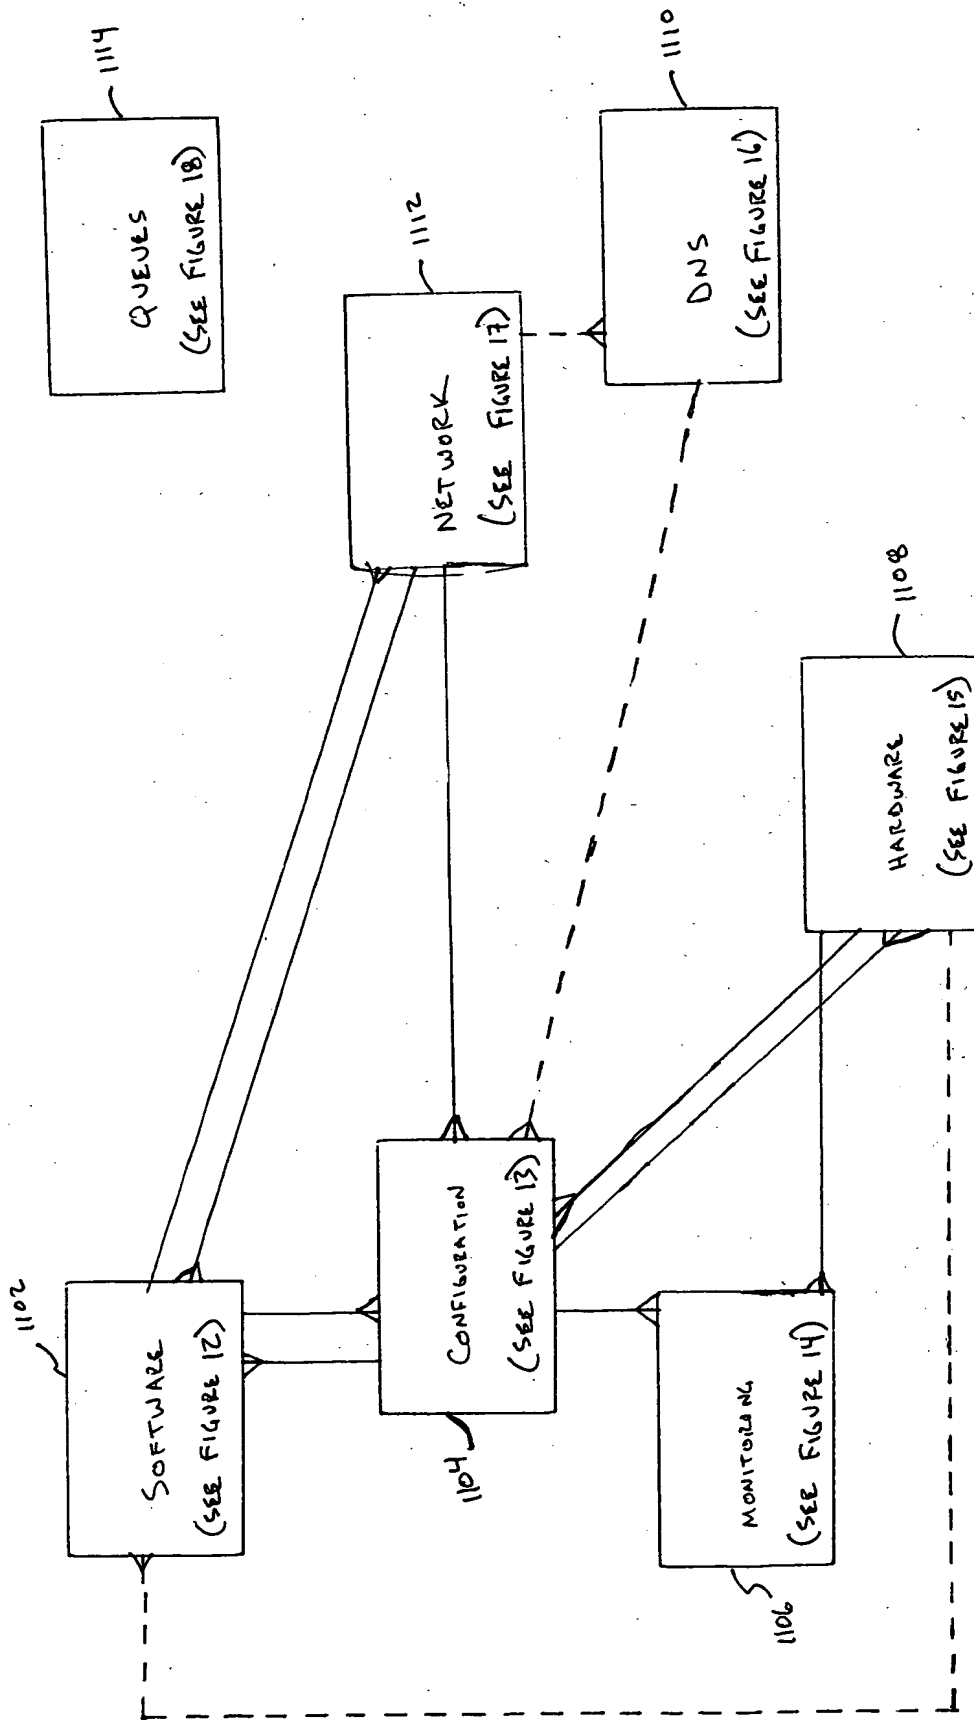 1102
SOFTWARE
(SEE FIGURE 12)
1104
CONFIGURATION
(SEE FIGURE 13)
1106
MONITORING
(SEE FIGURE 14)
1108
HARDWARE
(SEE FIGURE 15)
1110
DNS
(SEE FIGURE 16)
1112
NETWORK
(SEE FIGURE 17)
1114
QUEUES
(SEE FIGURE 18)